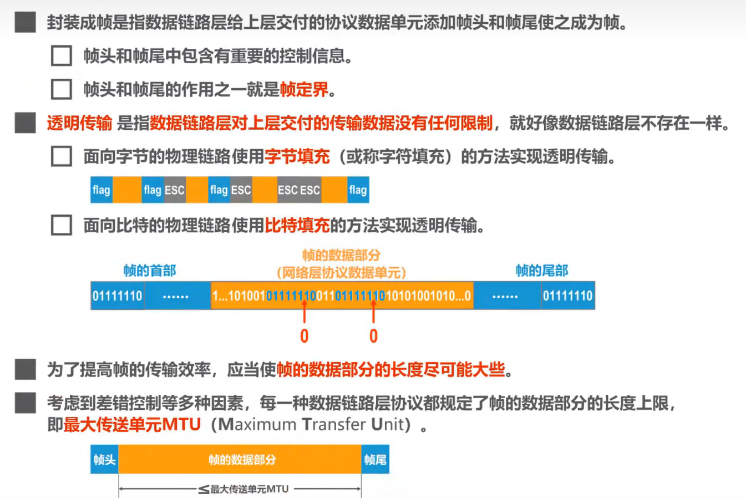 封装成帧是指数据链路层给上层交付的协议数据单元添加帧头和帧尾使之成为帧。
帧头和帧尾中包含有重要的控制信息。
帧头和帧尾的作用之一就是帧定界。
透明传输 是指数据链路层对上层交付的传输数据没有任何限制，就好像数据链路层不存在一样。
面向字节的物理链路使用字节填充（或称字符填充）的方法实现透明传输。
flag flag ESC flag ESC ESC ESC flag
面向比特的物理链路使用比特填充的方法实现透明传输。
帧的数据部分
帧的首部 （网络层协议数据单元） 帧的尾部
01111110 …… 1...101001011111100110111111010101001010...0 …… 01111110
0 0
为了提高帧的传输效率，应当使帧的数据部分的长度尽可能大些。
考虑到差错控制等多种因素，每一种数据链路层协议都规定了帧的数据部分的长度上限，
即最大传送单元MTU（Maximum Transfer Unit）。
帧头 帧的数据部分 帧尾
≤最大传送单元MTU